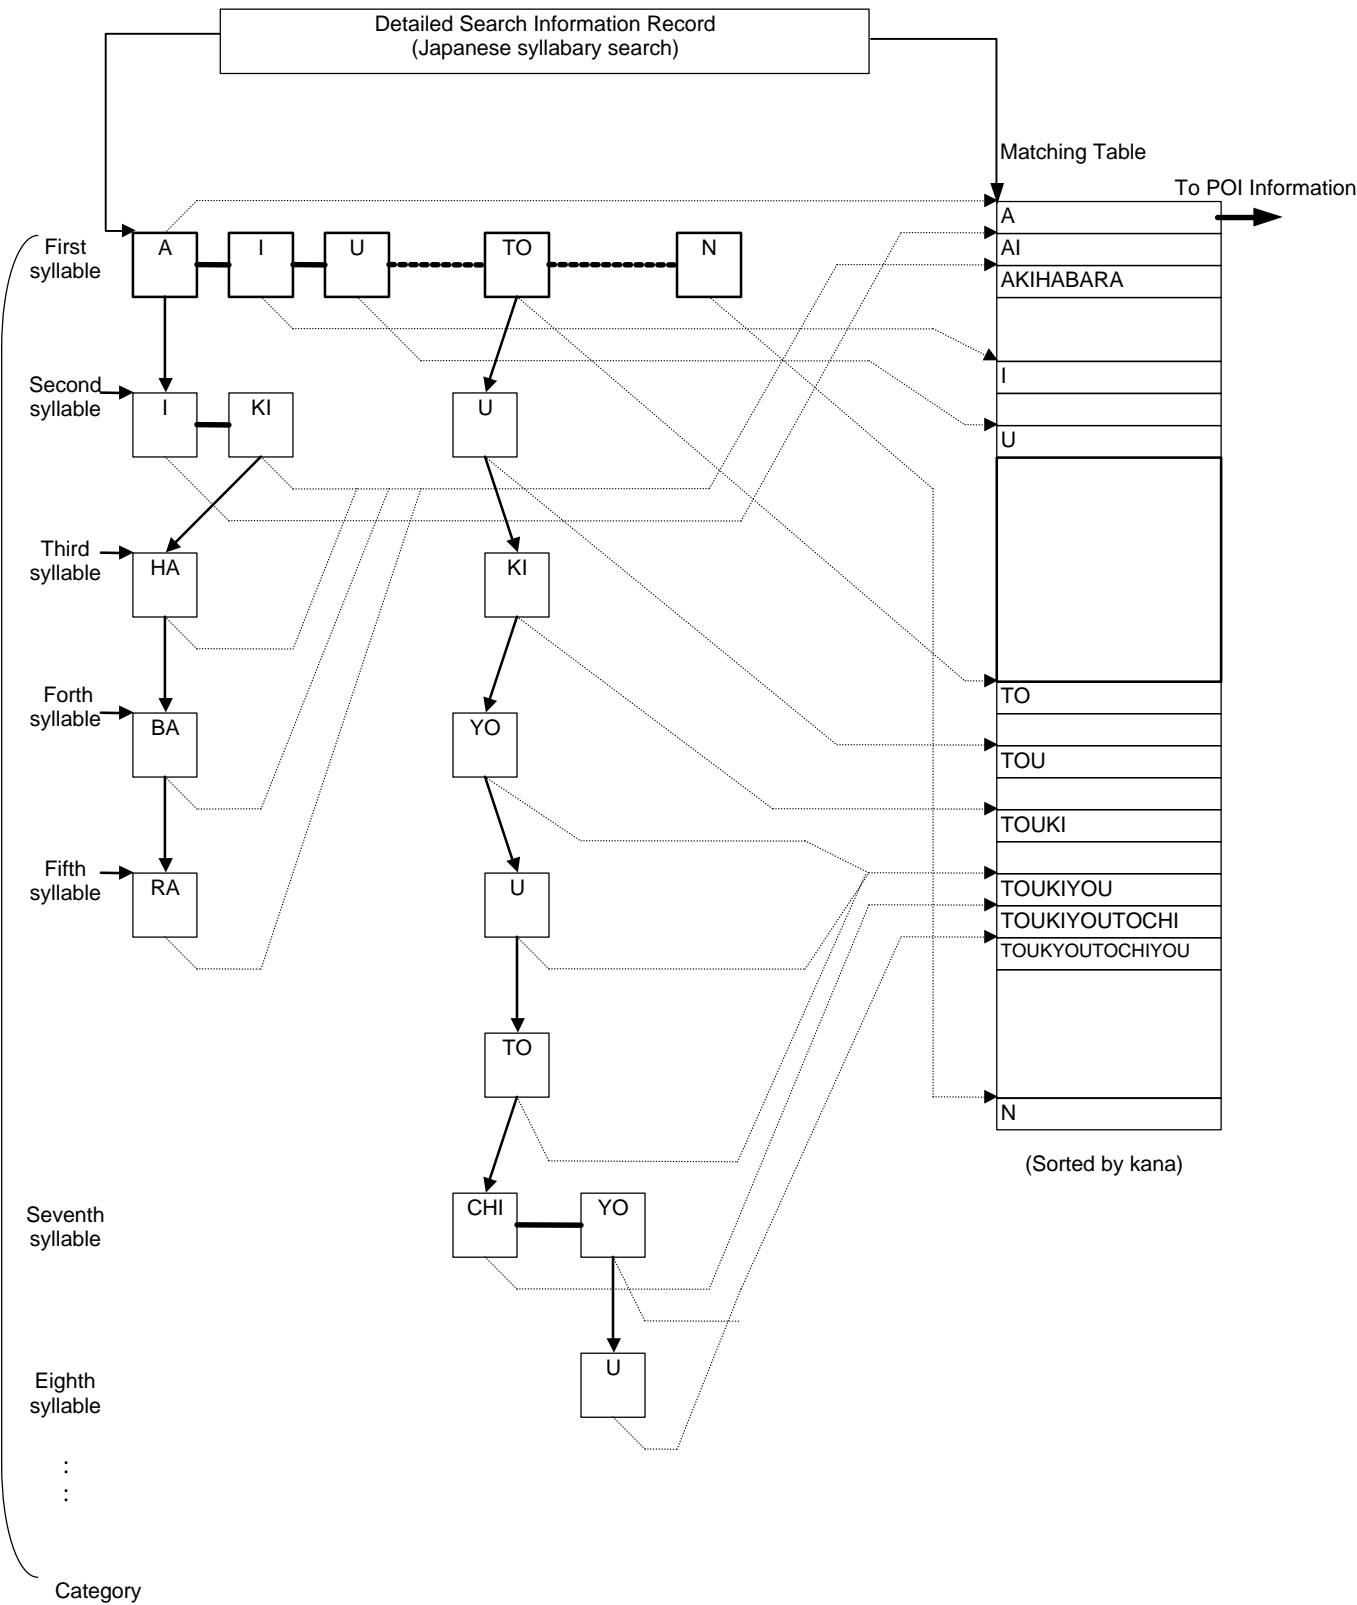 Detailed Search Information Record
(Japanese syllabary search)
Matching Table
To POI Information
A
First
syllable
A
I
U
TO
N
AI
AKIHABARA
I
Second
syllable
I
KI
U
U
Third
syllable
HA
KI
Forth
syllable
BA
YO
TO
TOU
TOUKI
Fifth
syllable
RA
U
TOUKIYOU
TOUKIYOUTOCHI
TOUKYOUTOCHIYOU
TO
N
(Sorted by kana)
Seventh
syllable
CHI
YO
Eighth
syllable
U
:
:
Category